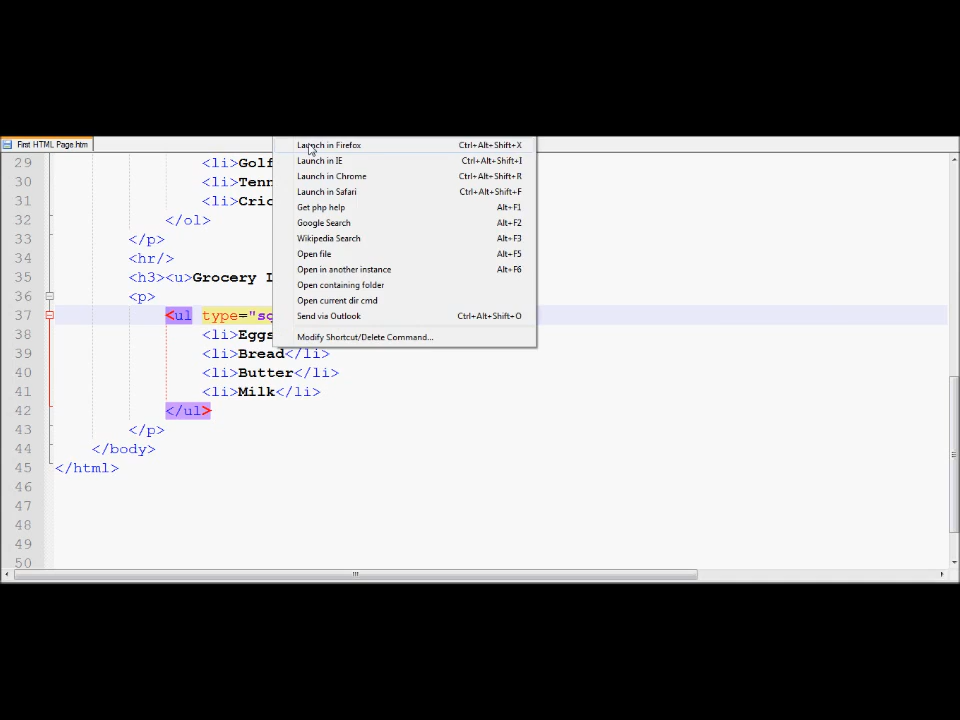 First HTML Page.htm
Launch in Firefox Ctrl+Alt+Shift+X
Launch in IE Ctrl+Alt+Shift+I
Launch in Chrome Ctrl+Alt+Shift+R
Launch in Safari Ctrl+Alt+Shift+F
Get php help Alt+F1
Google Search Alt+F2
Wikipedia Search Alt+F3
Open file Alt+F5
Open in another instance Alt+F6
Open containing folder
Open current dir cmd
Send via Outlook Ctrl+Alt+Shift+O
Modify Shortcut/Delete Command...
29 <li>Golf
30 <li>Tenn
31 <li>Cric
32 </ol>
33 </p>
34 <hr/>
35 <h3><u>Grocery L
36 <p>
37 <ul type="sq
38 <li>Eggs
39 <li>Bread</li>
40 <li>Butter</li>
41 <li>Milk</li>
42 </ul>
43 </p>
44 </body>
45 </html>
46
47
48
49
50